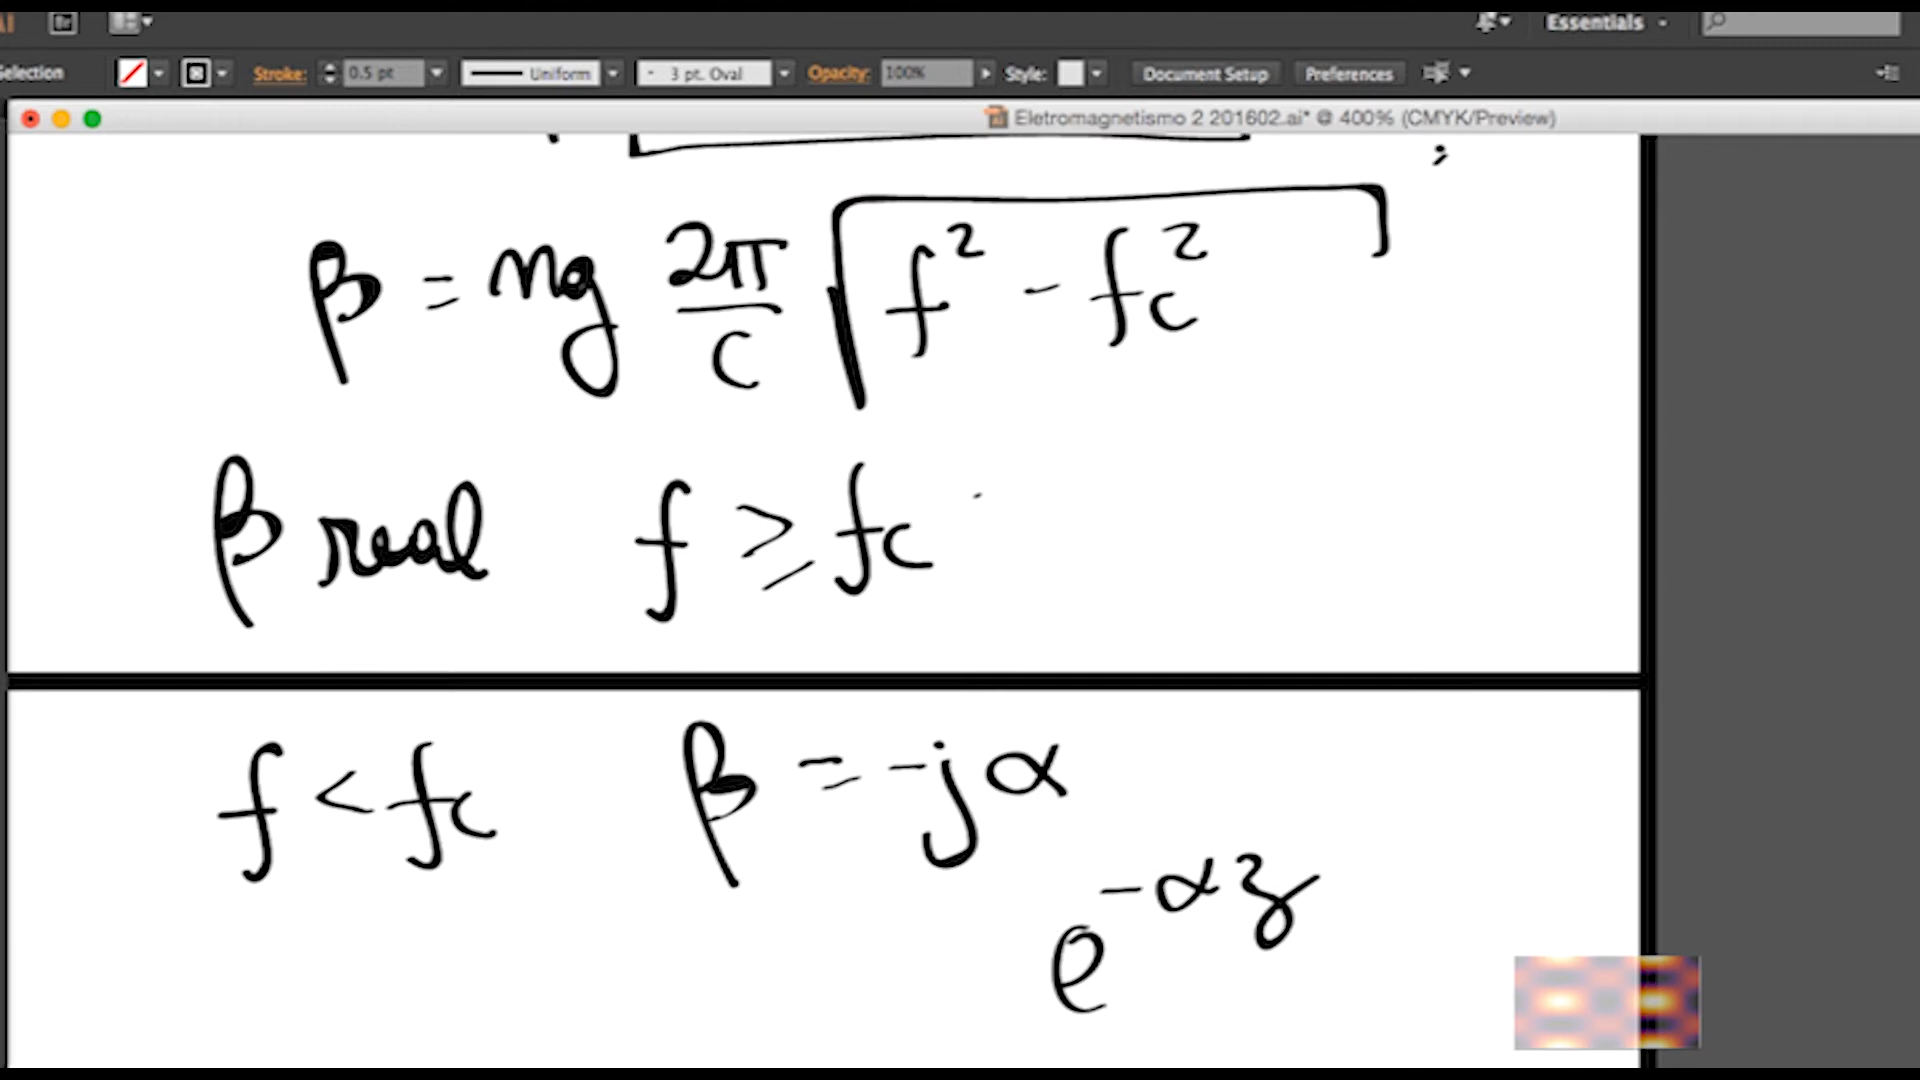 Br Essentials
Selection Stroke: 0.5 pt Uniform 3 pt. Oval Opacity: 100% Style: Document Setup Preferences
Eletromagnetismo 2 201602.ai* @ 400% (CMYK/Preview)
;
β = ng 2π/c √(f² - fc²)
β real f ≥ fc
f < fc β = -jα
e^(-αz)